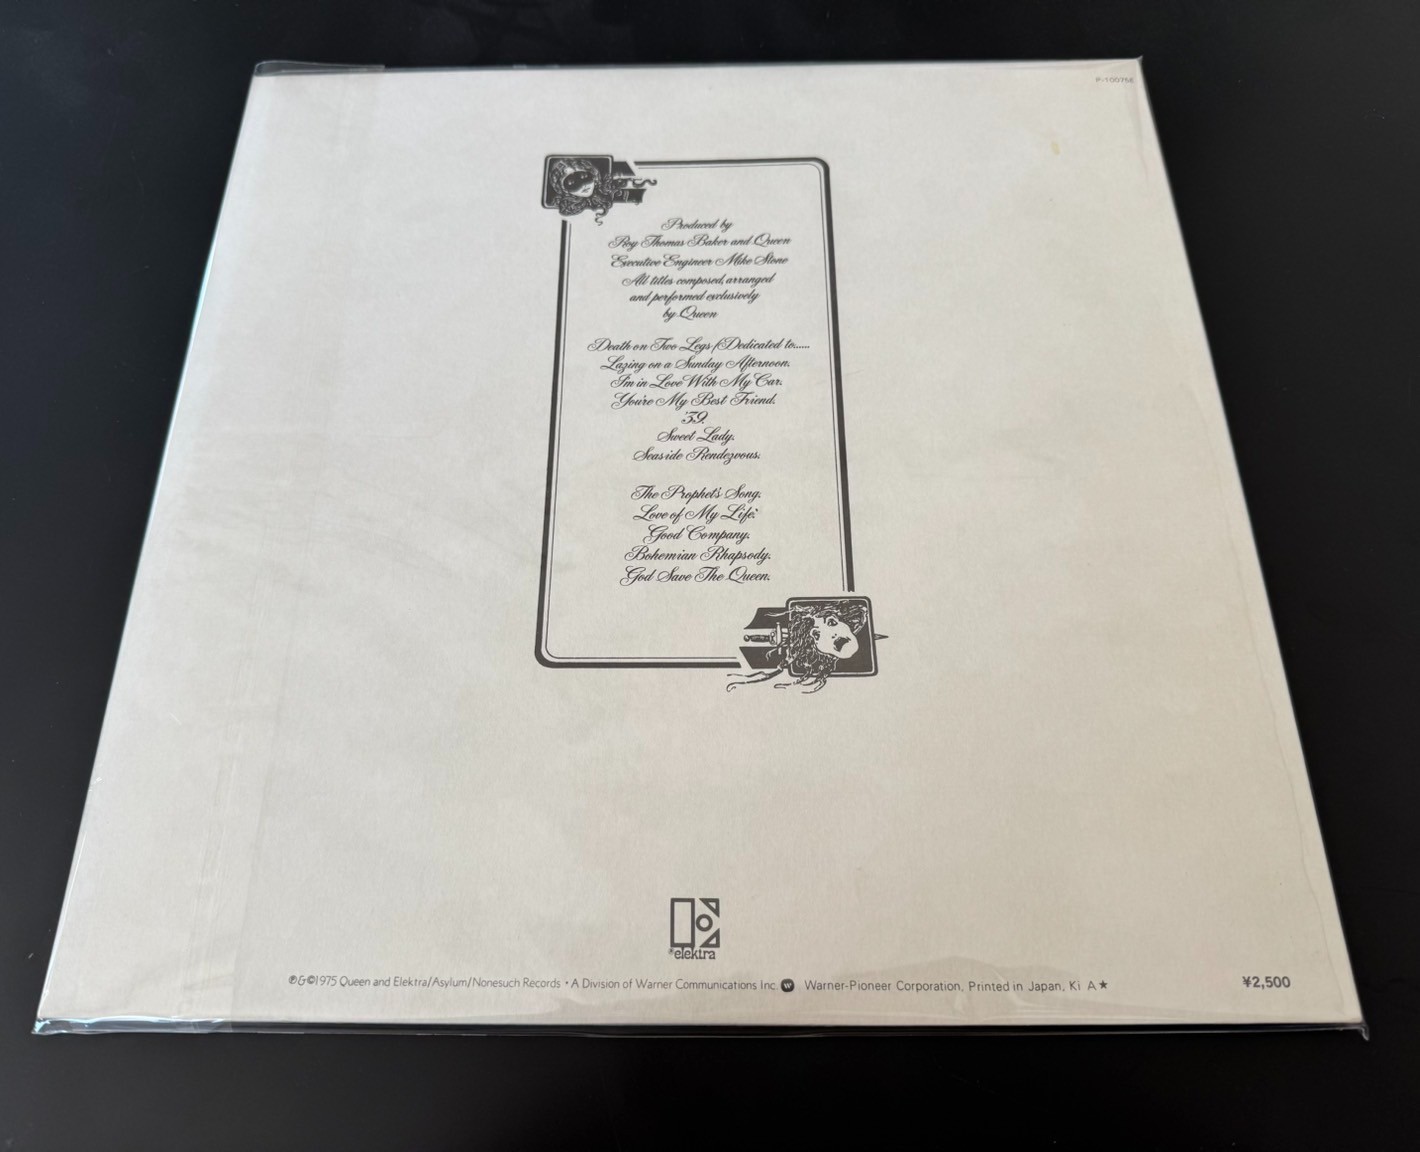 P-10075E
Produced by
Roy Thomas Baker and Queen
Executive Engineer Mike Stone
All titles composed, arranged
and performed exclusively
by Queen
Death on Two Legs (Dedicated to......
Lazing on a Sunday Afternoon.
I'm in Love With My Car.
You're My Best Friend.
'39.
Sweet Lady.
Seaside Rendezvous.
The Prophet's Song.
Love of My Life.
Good Company.
Bohemian Rhapsody.
God Save The Queen.
elektra
℗&©1975 Queen and Elektra/Asylum/Nonesuch Records • A Division of Warner Communications Inc. W Warner-Pioneer Corporation, Printed in Japan, Ki A★
¥2,500